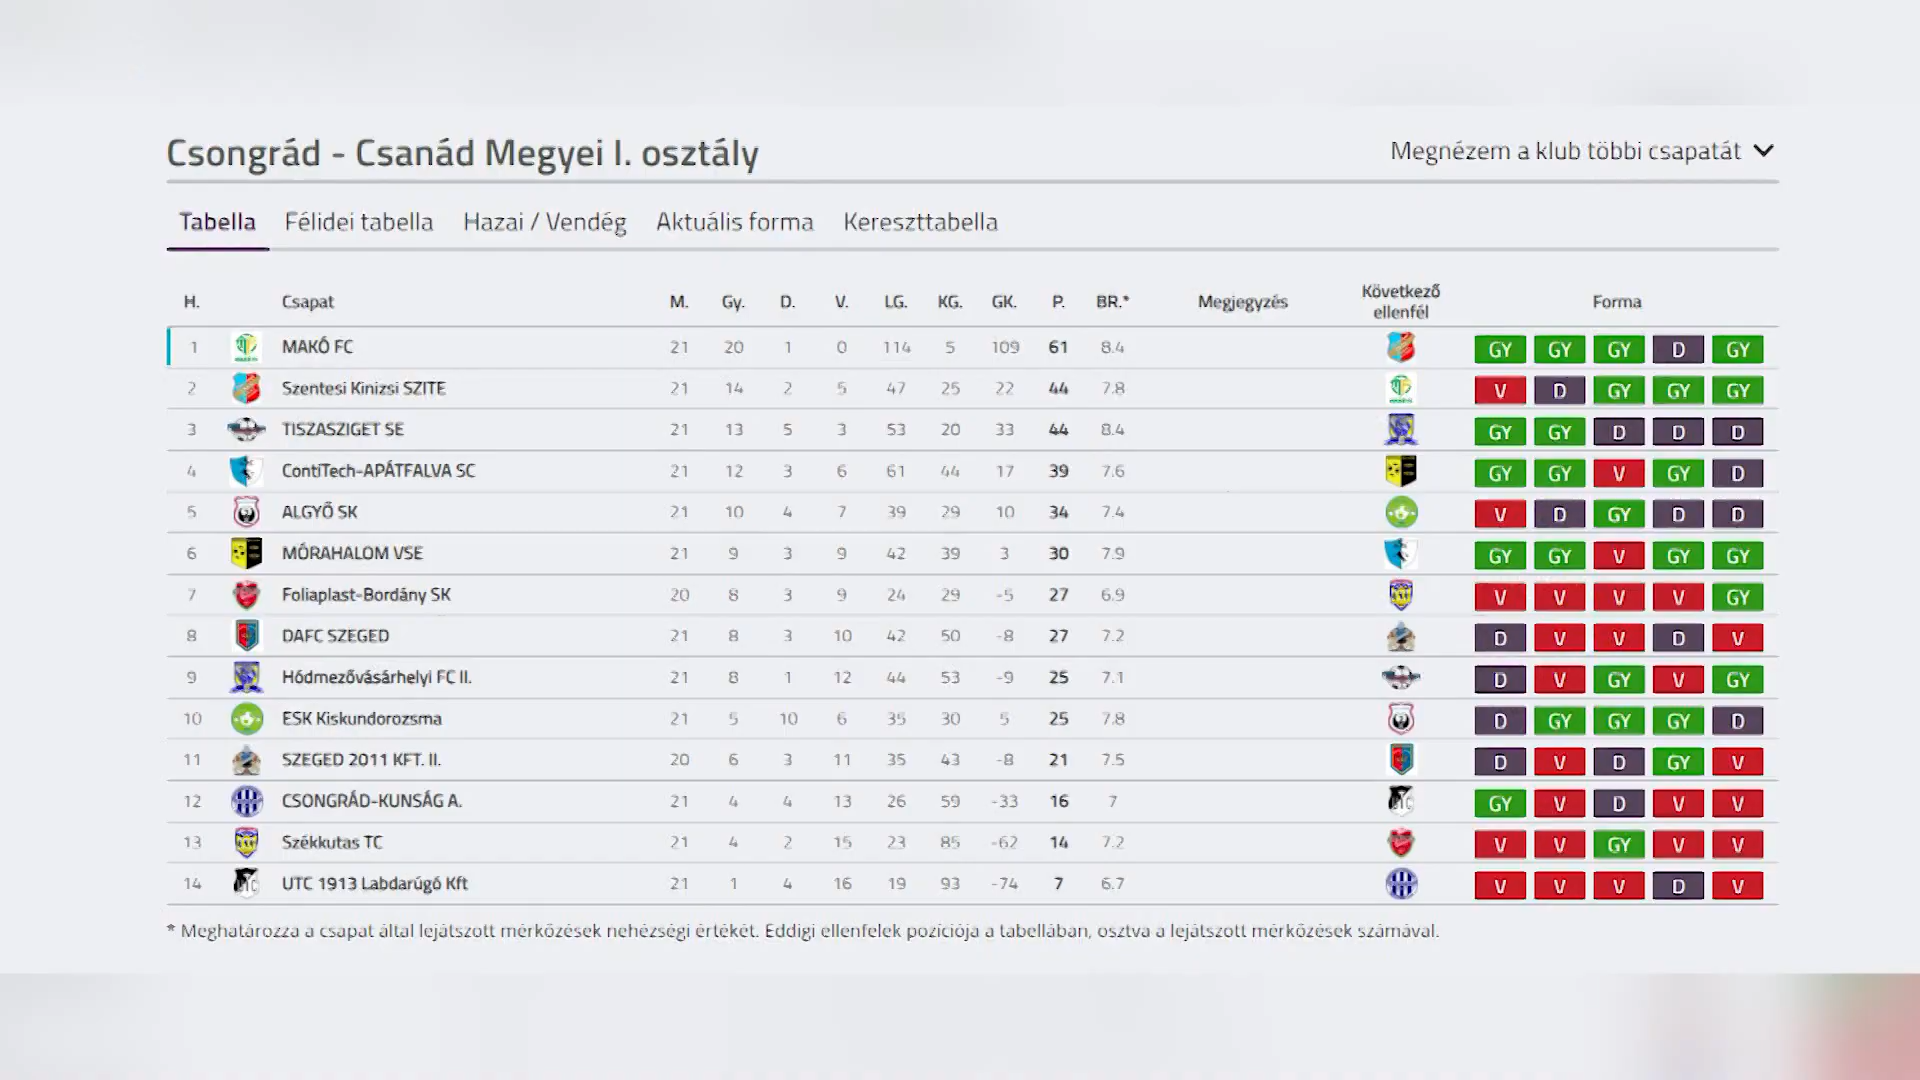 Csongrád - Csanád Megyei I. osztály
Megnézem a klub többi csapatát
Tabella Félidei tabella Hazai / Vendég Aktuális forma Kereszttabella
H. Csapat M. Gy. D. V. LG. KG. GK. P. BR.* Megjegyzés Következő ellenfél Forma
1 MAKÓ FC 21 20 1 0 114 5 109 61 8.4 GY GY GY D GY
2 Szentesi Kinizsi SZITE 21 14 2 5 47 25 22 44 7.8 V D GY GY GY
3 TISZASZIGET SE 21 13 5 3 53 20 33 44 8.4 GY GY D D D
4 ContiTech-APÁTFALVA SC 21 12 3 6 61 44 17 39 7.6 GY GY V GY D
5 ALGYŐ SK 21 10 4 7 39 29 10 34 7.4 V D GY D D
6 MÓRAHALOM VSE 21 9 3 9 42 39 3 30 7.9 GY GY V GY GY
7 Foliaplast-Bordány SK 20 8 3 9 24 29 -5 27 6.9 V V V V GY
8 DAFC SZEGED 21 8 3 10 42 50 -8 27 7.2 D V V D V
9 Hódmezővásárhelyi FC II. 21 8 1 12 44 53 -9 25 7.1 D V GY V GY
10 ESK Kiskundorozsma 21 5 10 6 35 30 5 25 7.8 D GY GY GY D
11 SZEGED 2011 KFT. II. 20 6 3 11 35 43 -8 21 7.5 D V D GY V
12 CSONGRÁD-KUNSÁG A. 21 4 4 13 26 59 -33 16 7 GY V D V V
13 Székkutas TC 21 4 2 15 23 85 -62 14 7.2 V V GY V V
14 UTC 1913 Labdarúgó Kft 21 1 4 16 19 93 -74 7 6.7 V V V D V
* Meghatározza a csapat által lejátszott mérkőzések nehézségi értékét. Eddigi ellenfelek pozíciója a tabellában, osztva a lejátszott mérkőzések számával.